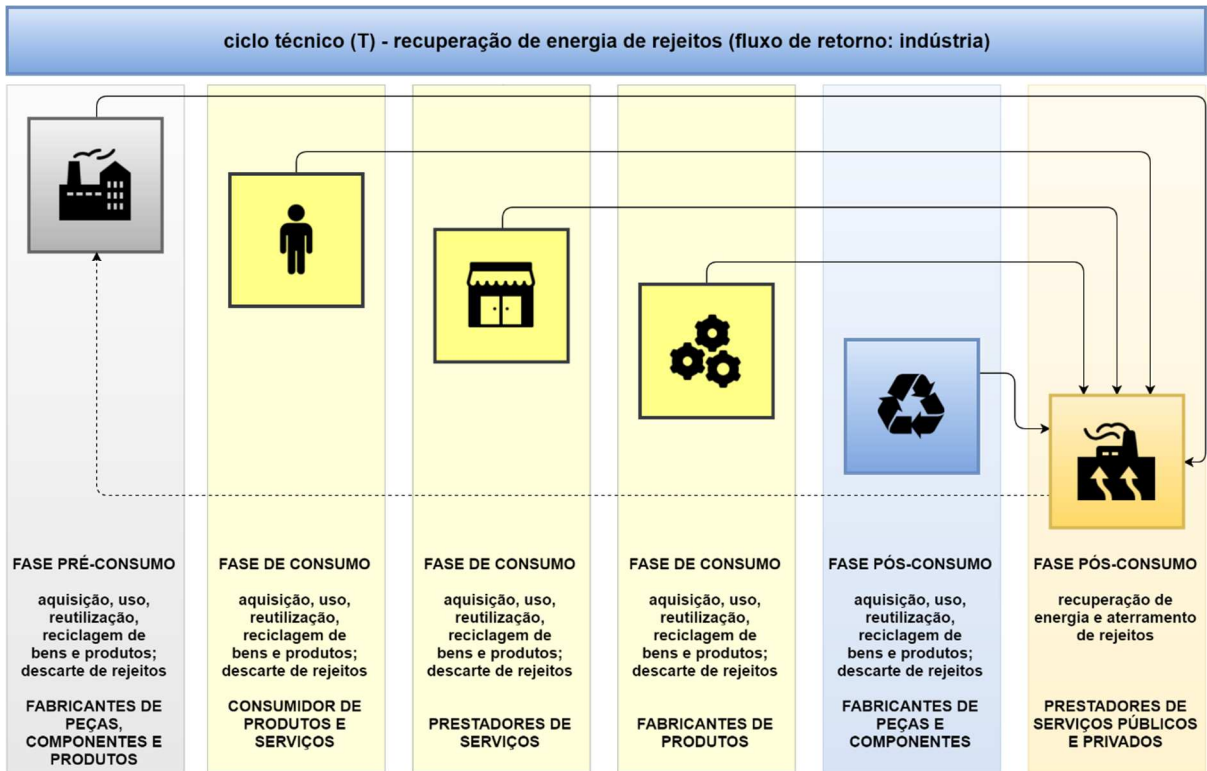 ciclo técnico (T) - recuperação de energia de rejeitos (fluxo de retorno: indústria)
FASE PRÉ-CONSUMO
aquisição, uso,
reutilização,
reciclagem de
bens e produtos;
descarte de rejeitos
FABRICANTES DE
PEÇAS,
COMPONENTES E
PRODUTOS
FASE DE CONSUMO
aquisição, uso,
reutilização,
reciclagem de
bens e produtos;
descarte de rejeitos
CONSUMIDOR DE
PRODUTOS E
SERVIÇOS
FASE DE CONSUMO
aquisição, uso,
reutilização,
reciclagem de
bens e produtos;
descarte de rejeitos
PRESTADORES DE
SERVIÇOS
FASE DE CONSUMO
aquisição, uso,
reutilização,
reciclagem de
bens e produtos;
descarte de rejeitos
FABRICANTES DE
PRODUTOS
FASE PÓS-CONSUMO
aquisição, uso,
reutilização,
reciclagem de
bens e produtos;
descarte de rejeitos
FABRICANTES DE
PEÇAS E
COMPONENTES
FASE PÓS-CONSUMO
recuperação de
energia e aterramento
de rejeitos
PRESTADORES DE
SERVIÇOS PÚBLICOS
E PRIVADOS